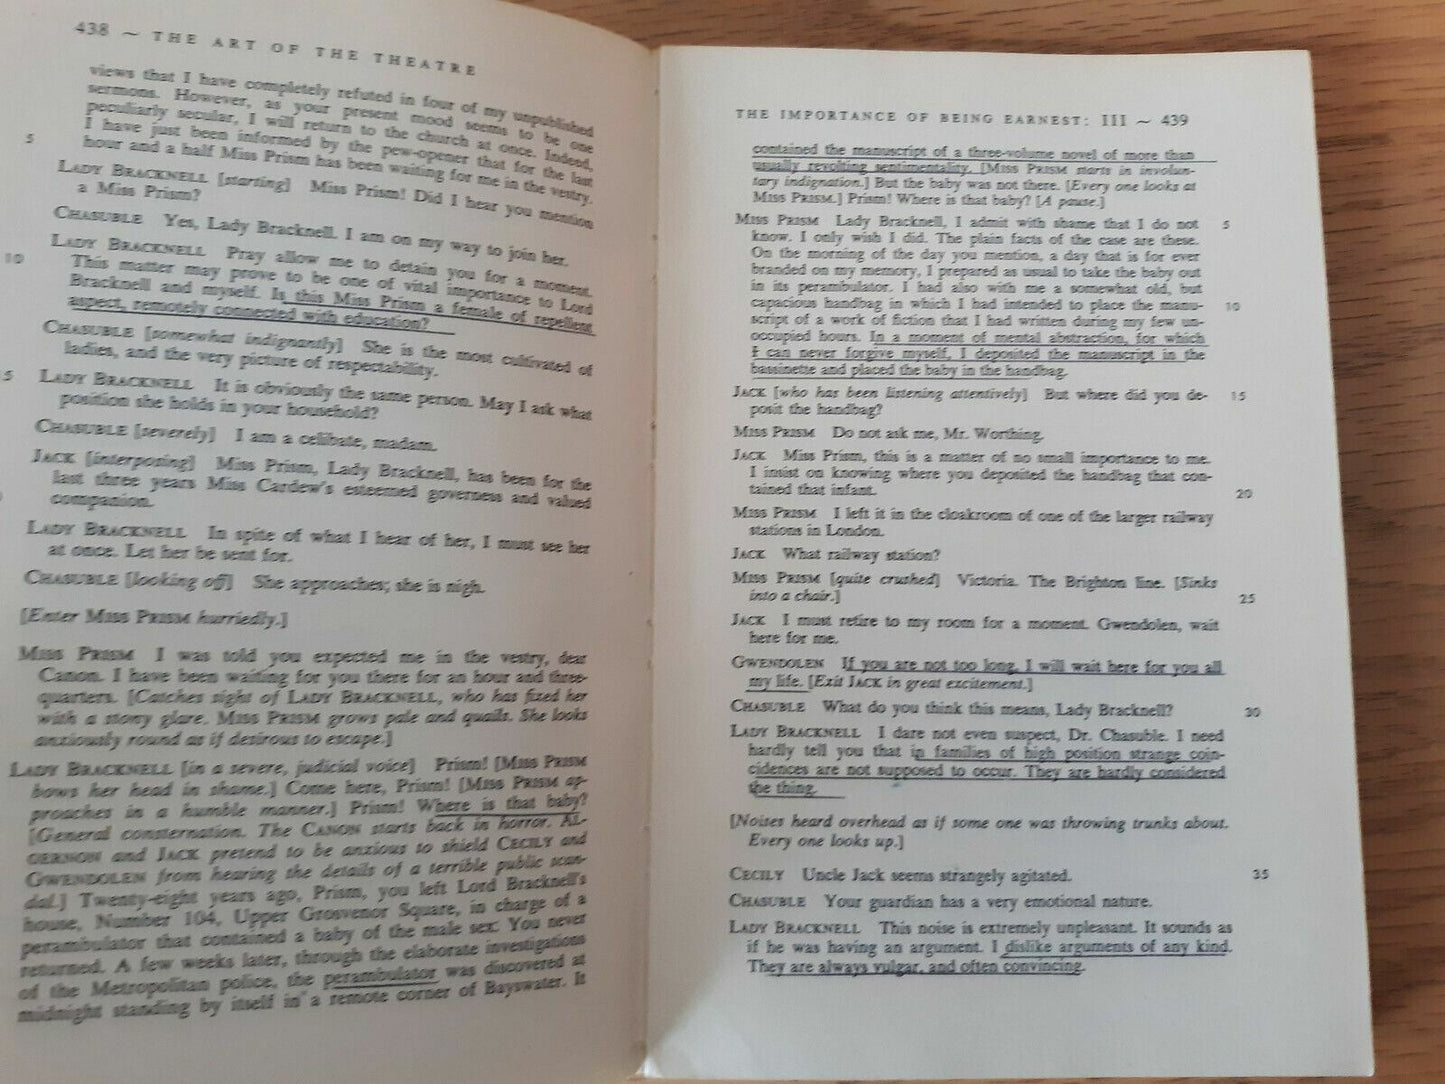 438 ~ THE ART OF THE THEATRE
views that I have completely refuted in four of my unpublished
sermons. However, as your present mood seems to be one
peculiarly secular, I will return to the church at once. Indeed,
5 I have just been informed by the pew-opener that for the last
hour and a half Miss Prism has been waiting for me in the vestry.
LADY BRACKNELL [starting] Miss Prism! Did I hear you mention
a Miss Prism?
CHASUBLE Yes, Lady Bracknell. I am on my way to join her.
LADY BRACKNELL Pray allow me to detain you for a moment.
10 This matter may prove to be one of vital importance to Lord
Bracknell and myself. Is this Miss Prism a female of repellent
aspect, remotely connected with education?
CHASUBLE [somewhat indignantly] She is the most cultivated of
ladies, and the very picture of respectability.
5 LADY BRACKNELL It is obviously the same person. May I ask what
position she holds in your household?
CHASUBLE [severely] I am a celibate, madam.
JACK [interposing] Miss Prism, Lady Bracknell, has been for the
last three years Miss Cardew's esteemed governess and valued
companion.
LADY BRACKNELL In spite of what I hear of her, I must see her
at once. Let her be sent for.
CHASUBLE [looking off] She approaches; she is nigh.
[Enter MISS PRISM hurriedly.]
MISS PRISM I was told you expected me in the vestry, dear
Canon. I have been waiting for you there for an hour and three-
quarters. [Catches sight of LADY BRACKNELL, who has fixed her
with a stony glare. MISS PRISM grows pale and quails. She looks
anxiously round as if desirous to escape.]
LADY BRACKNELL [in a severe, judicial voice] Prism! [MISS PRISM
bows her head in shame.] Come here, Prism! [MISS PRISM ap-
proaches in a humble manner.] Prism! Where is that baby?
[General consternation. The CANON starts back in horror. AL-
GERNON and JACK pretend to be anxious to shield CECILY and
GWENDOLEN from hearing the details of a terrible public scan-
dal.] Twenty-eight years ago, Prism, you left Lord Bracknell's
house, Number 104, Upper Grosvenor Square, in charge of a
perambulator that contained a baby of the male sex. You never
returned. A few weeks later, through the elaborate investigations
of the Metropolitan police, the perambulator was discovered at
midnight standing by itself in a remote corner of Bayswater. It
THE IMPORTANCE OF BEING EARNEST: III ~ 439
contained the manuscript of a three-volume novel of more than
usually revolting sentimentality. [MISS PRISM starts in involun-
tary indignation.] But the baby was not there. [Every one looks at
MISS PRISM.] Prism! Where is that baby? [A pause.]
MISS PRISM Lady Bracknell, I admit with shame that I do not 5
know. I only wish I did. The plain facts of the case are these.
On the morning of the day you mention, a day that is for ever
branded on my memory, I prepared as usual to take the baby out
in its perambulator. I had also with me a somewhat old, but
capacious handbag in which I had intended to place the manu- 10
script of a work of fiction that I had written during my few un-
occupied hours. In a moment of mental abstraction, for which
I can never forgive myself, I deposited the manuscript in the
bassinette and placed the baby in the handbag.
JACK [who has been listening attentively] But where did you de- 15
posit the handbag?
MISS PRISM Do not ask me, Mr. Worthing.
JACK Miss Prism, this is a matter of no small importance to me.
I insist on knowing where you deposited the handbag that con-
tained that infant. 20
MISS PRISM I left it in the cloakroom of one of the larger railway
stations in London.
JACK What railway station?
MISS PRISM [quite crushed] Victoria. The Brighton line. [Sinks
into a chair.] 25
JACK I must retire to my room for a moment. Gwendolen, wait
here for me.
GWENDOLEN If you are not too long, I will wait here for you all
my life. [Exit JACK in great excitement.]
CHASUBLE What do you think this means, Lady Bracknell? 30
LADY BRACKNELL I dare not even suspect, Dr. Chasuble. I need
hardly tell you that in families of high position strange coin-
cidences are not supposed to occur. They are hardly considered
the thing.
[Noises heard overhead as if some one was throwing trunks about.
Every one looks up.]
CECILY Uncle Jack seems strangely agitated. 35
CHASUBLE Your guardian has a very emotional nature.
LADY BRACKNELL This noise is extremely unpleasant. It sounds as
if he was having an argument. I dislike arguments of any kind.
They are always vulgar, and often convincing.